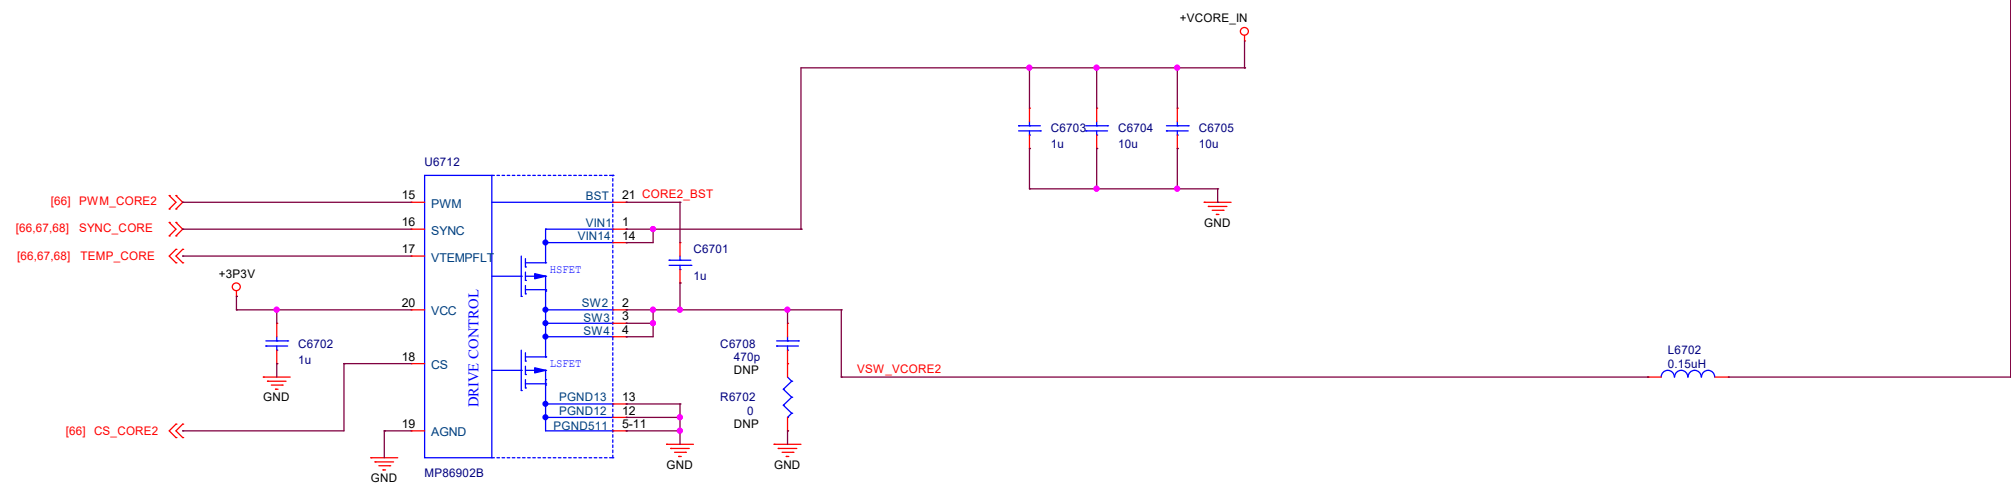 +VCORE_IN
C6703
1u
C6704
10u
C6705
10u
GND
U6712
[66] PWM_CORE2
15
PWM
BST
21
CORE2_BST
[66,67,68] SYNC_CORE
16
SYNC
VIN1
1
VIN14
14
[66,67,68] TEMP_CORE
17
VTEMPFLT
C6701
1u
HSFET
+3P3V
20
VCC
SW2
2
SW3
3
SW4
4
C6702
1u
GND
DRIVE CONTROL
18
CS
LSFET
C6708
470p
DNP
VSW_VCORE2
L6702
0.15uH
R6702
0
DNP
PGND13
13
PGND12
12
PGND511
5-11
[66] CS_CORE2
19
AGND
GND
GND
GND
MP86902B